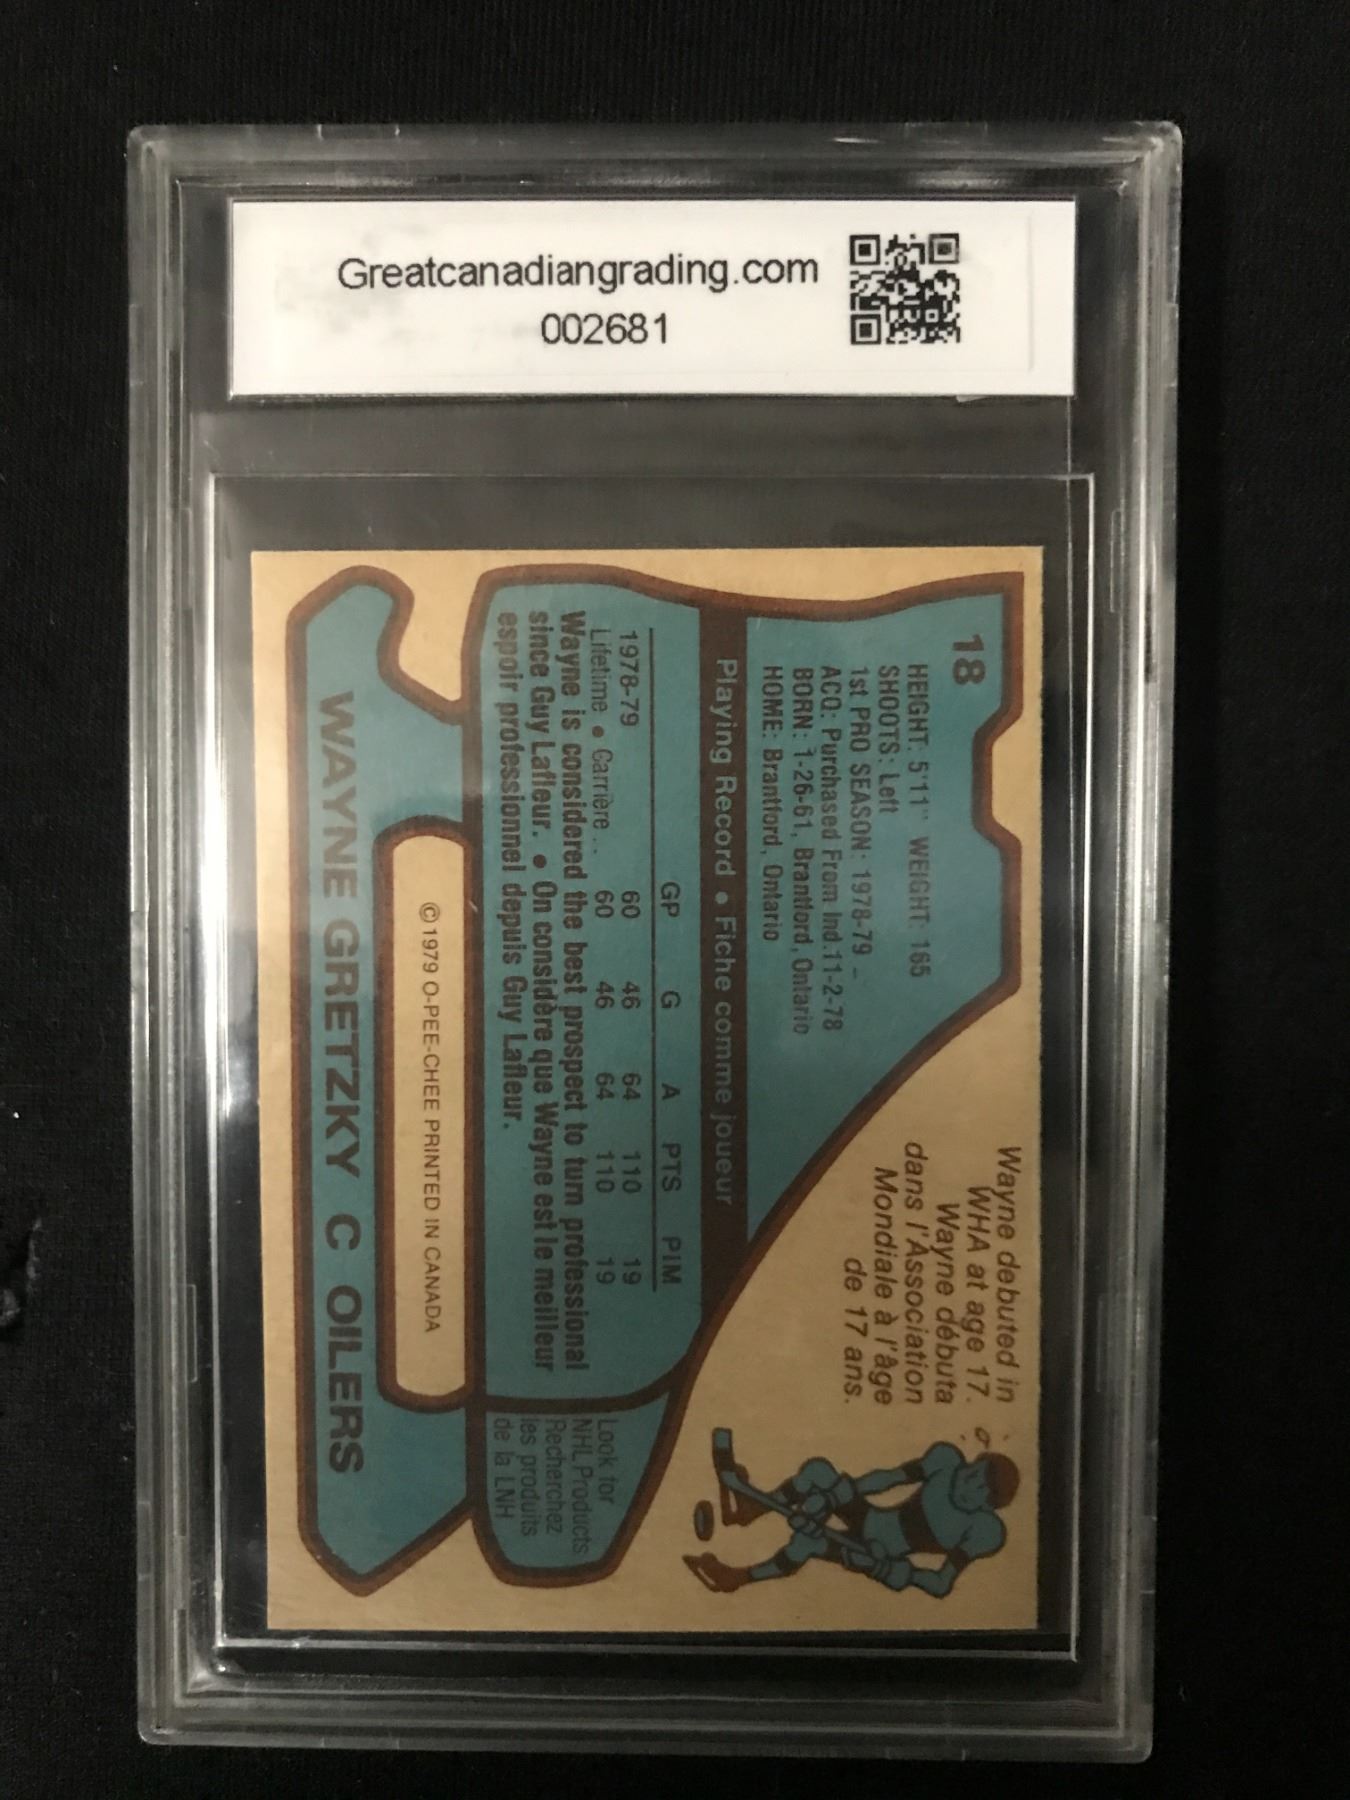 Greatcanadiangrading.com
002681
18
HEIGHT: 5'11" WEIGHT: 165
SHOOTS: Left
1st PRO SEASON: 1978-79 -
ACQ: Purchased From Ind.11-2-78
BORN: 1-26-61, Brantford, Ontario
HOME: Brantford, Ontario
Wayne debuted in
WHA at age 17.
Wayne débuta
dans l'Association
Mondiale à l'âge
de 17 ans.
Playing Record • Fiche comme joueur
GP G A PTS PIM
1978-79 60 46 64 110 19
Lifetime • Carrière . . 60 46 64 110 19
Wayne is considered the best prospect to turn professional
since Guy Lafleur. • On considère que Wayne est le meilleur
espoir professionnel depuis Guy Lafleur.
Look for
NHL Products
Recherchez
les produits
de la LNH
©1979 O-PEE-CHEE PRINTED IN CANADA
WAYNE GRETZKY C OILERS